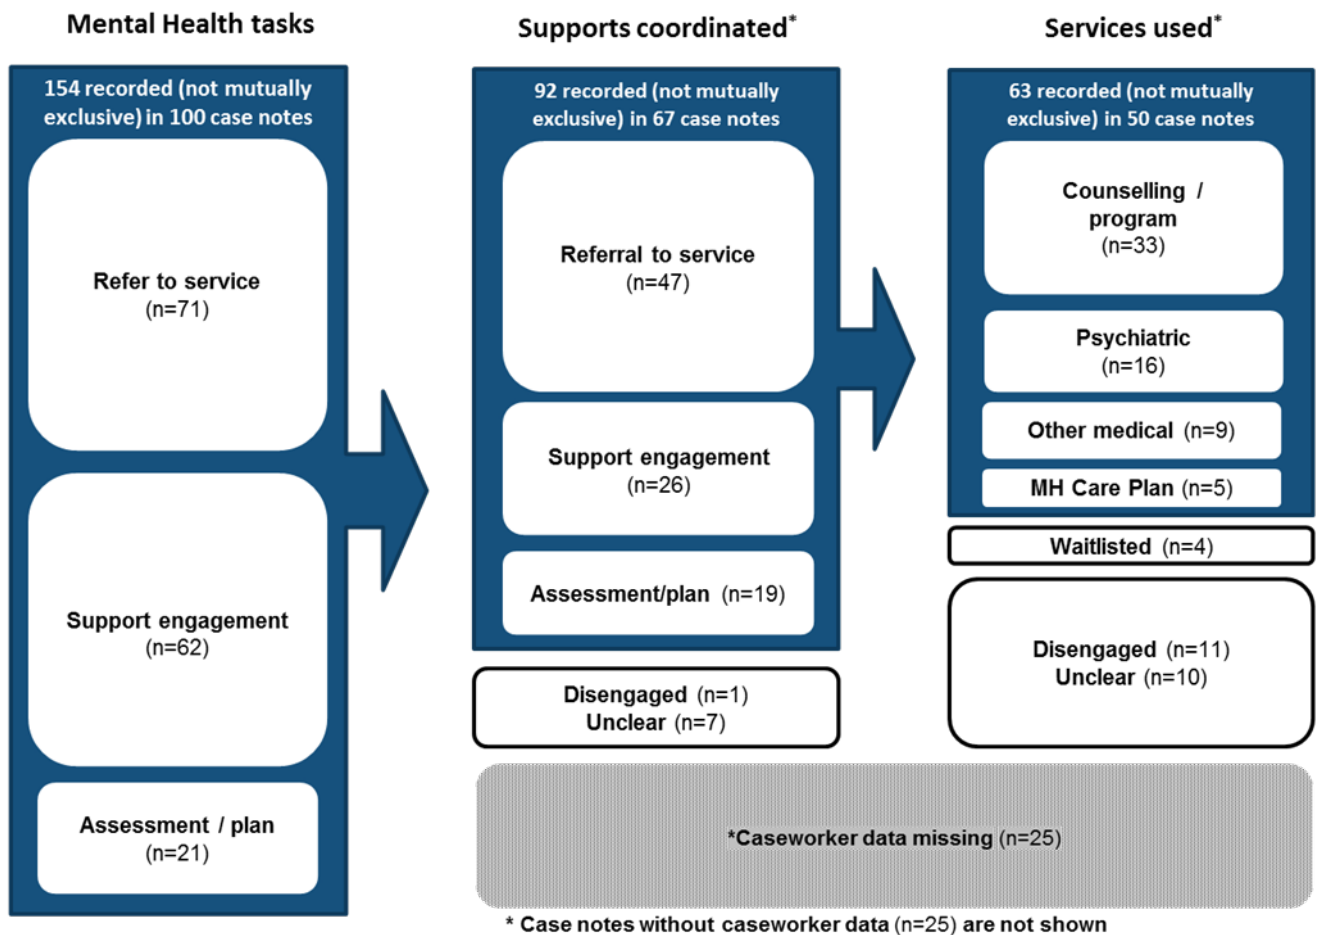 Mental Health tasks
154 recorded (not mutually
exclusive) in 100 case notes
Refer to service
(n=71)
Support engagement
(n=62)
Assessment / plan
(n=21)
Supports coordinated*
92 recorded (not mutually
exclusive) in 67 case notes
Referral to service
(n=47)
Support engagement
(n=26)
Assessment/plan (n=19)
Disengaged (n=1)
Unclear (n=7)
Services used*
63 recorded (not mutually
exclusive) in 50 case notes
Counselling /
program
(n=33)
Psychiatric
(n=16)
Other medical (n=9)
MH Care Plan (n=5)
Waitlisted (n=4)
Disengaged (n=11)
Unclear (n=10)
*Caseworker data missing (n=25)
* Case notes without caseworker data (n=25) are not shown